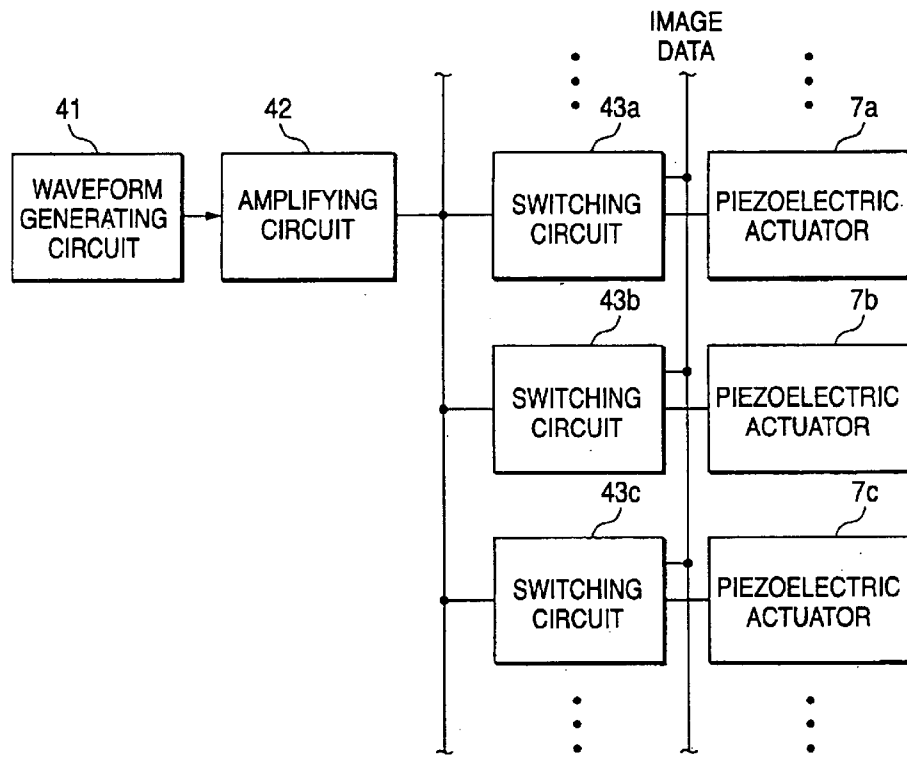 IMAGE
DATA
41
42
43a
7a
WAVEFORM
GENERATING
CIRCUIT
AMPLIFYING
CIRCUIT
SWITCHING
CIRCUIT
PIEZOELECTRIC
ACTUATOR
43b
7b
SWITCHING
CIRCUIT
PIEZOELECTRIC
ACTUATOR
43c
7c
SWITCHING
CIRCUIT
PIEZOELECTRIC
ACTUATOR